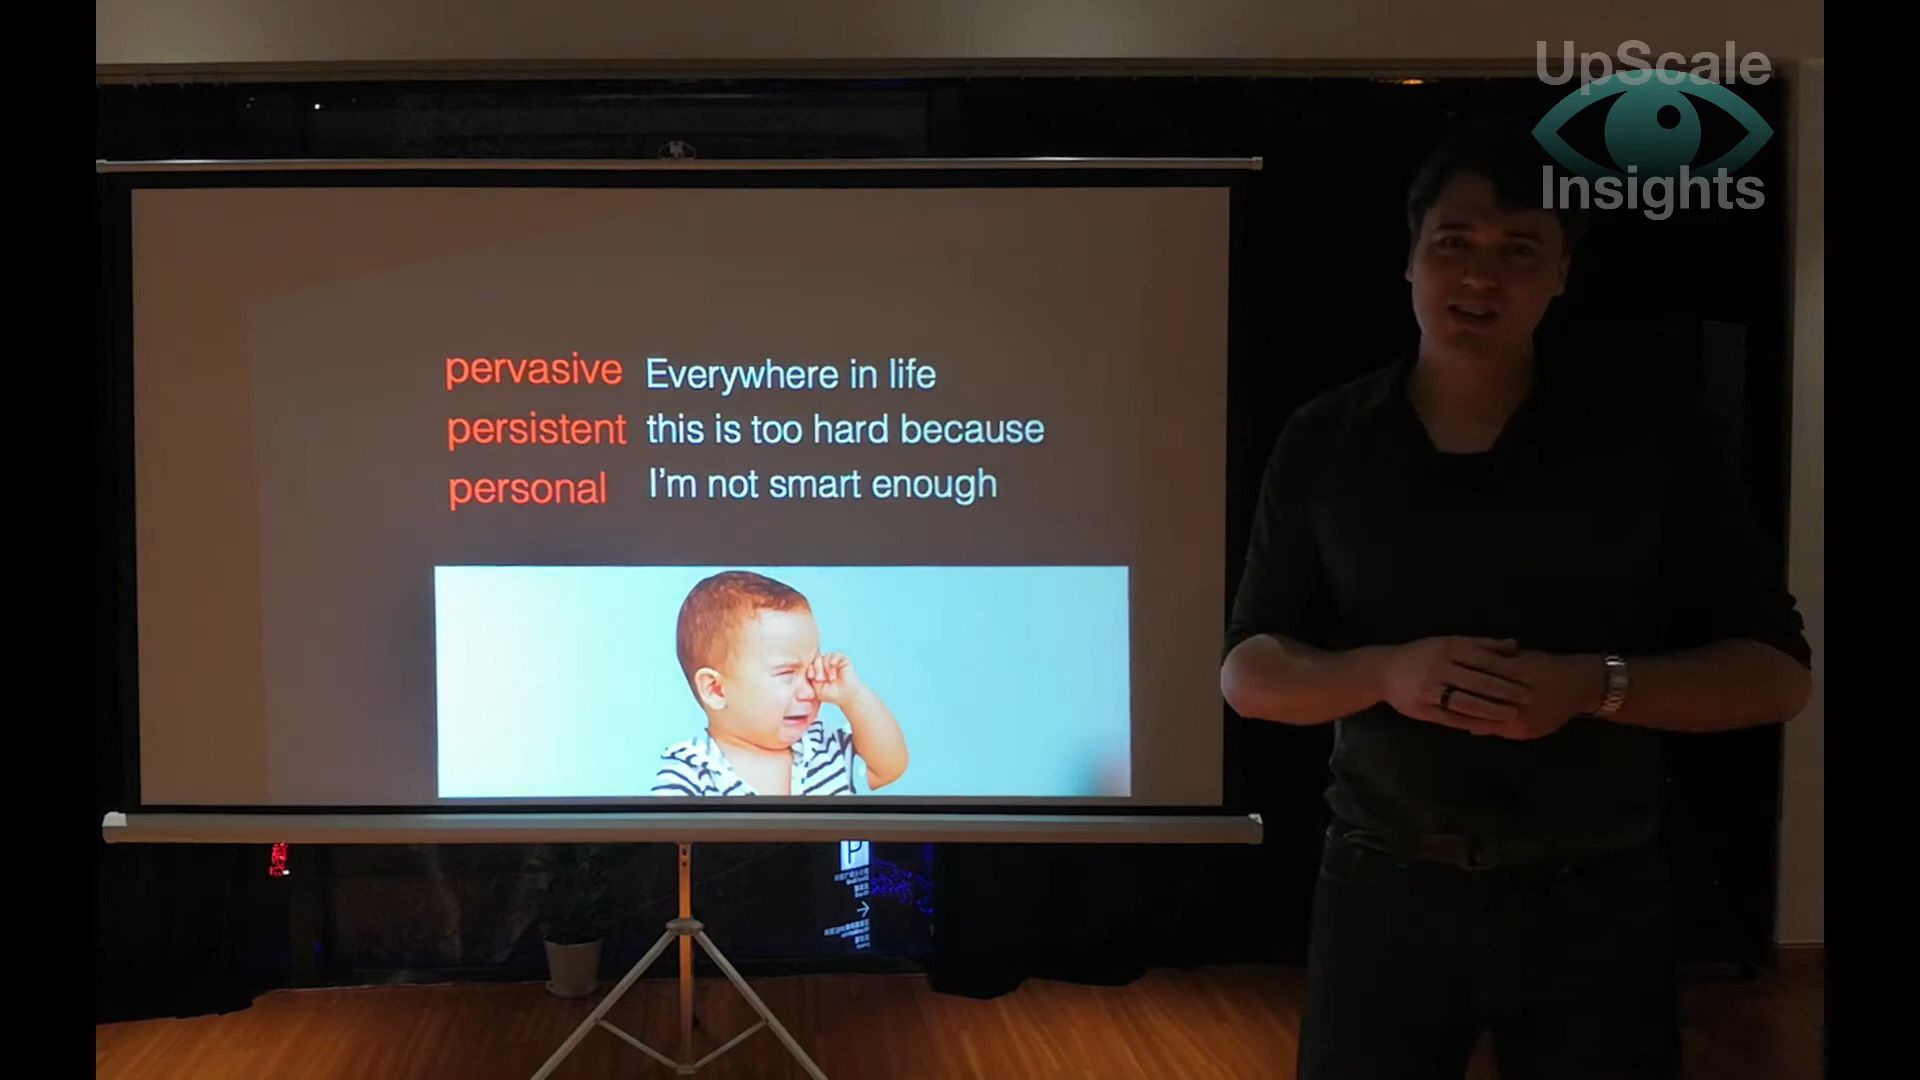 UpScale
Insights
pervasive Everywhere in life
persistent this is too hard because
personal I'm not smart enough
P
→